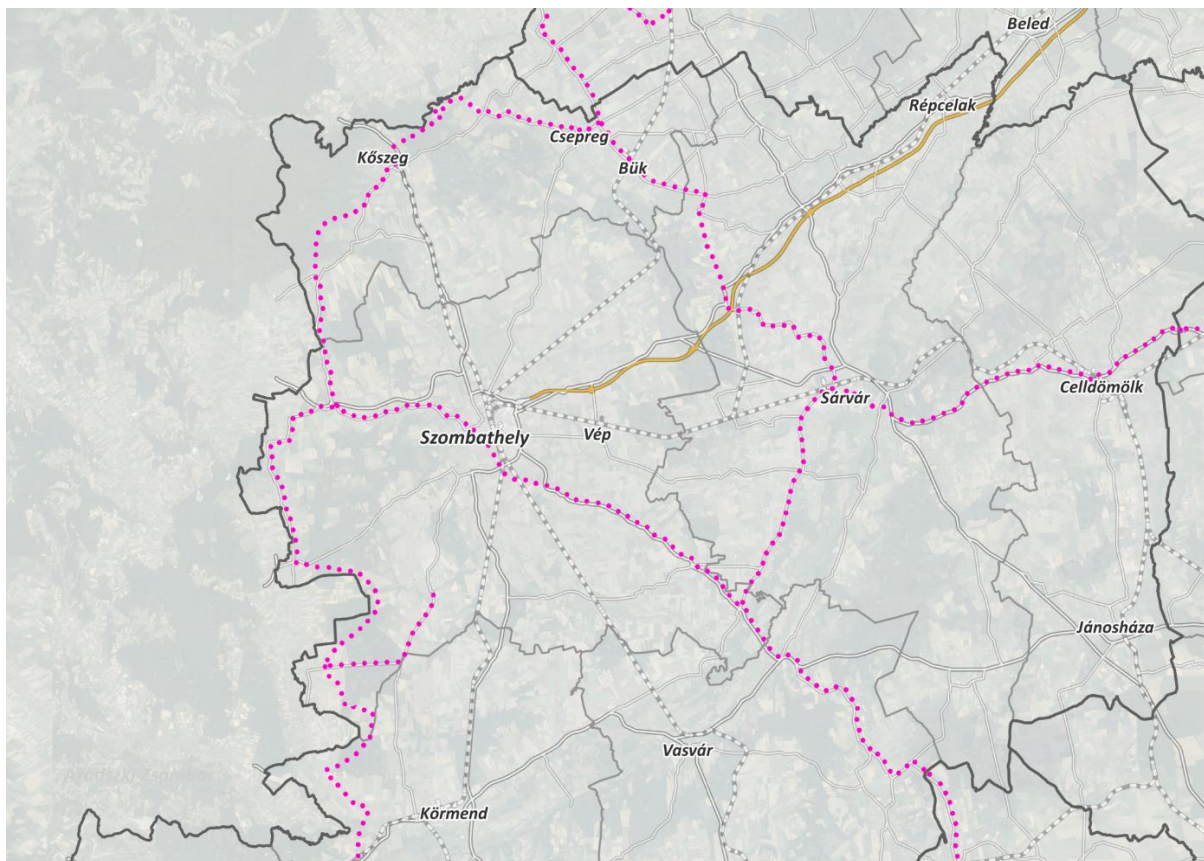 Beled
Répcelak
Csepreg
Kőszeg
Bük
Celldömölk
Sárvár
Szombathely
Vép
Jánosháza
Vasvár
Körmend